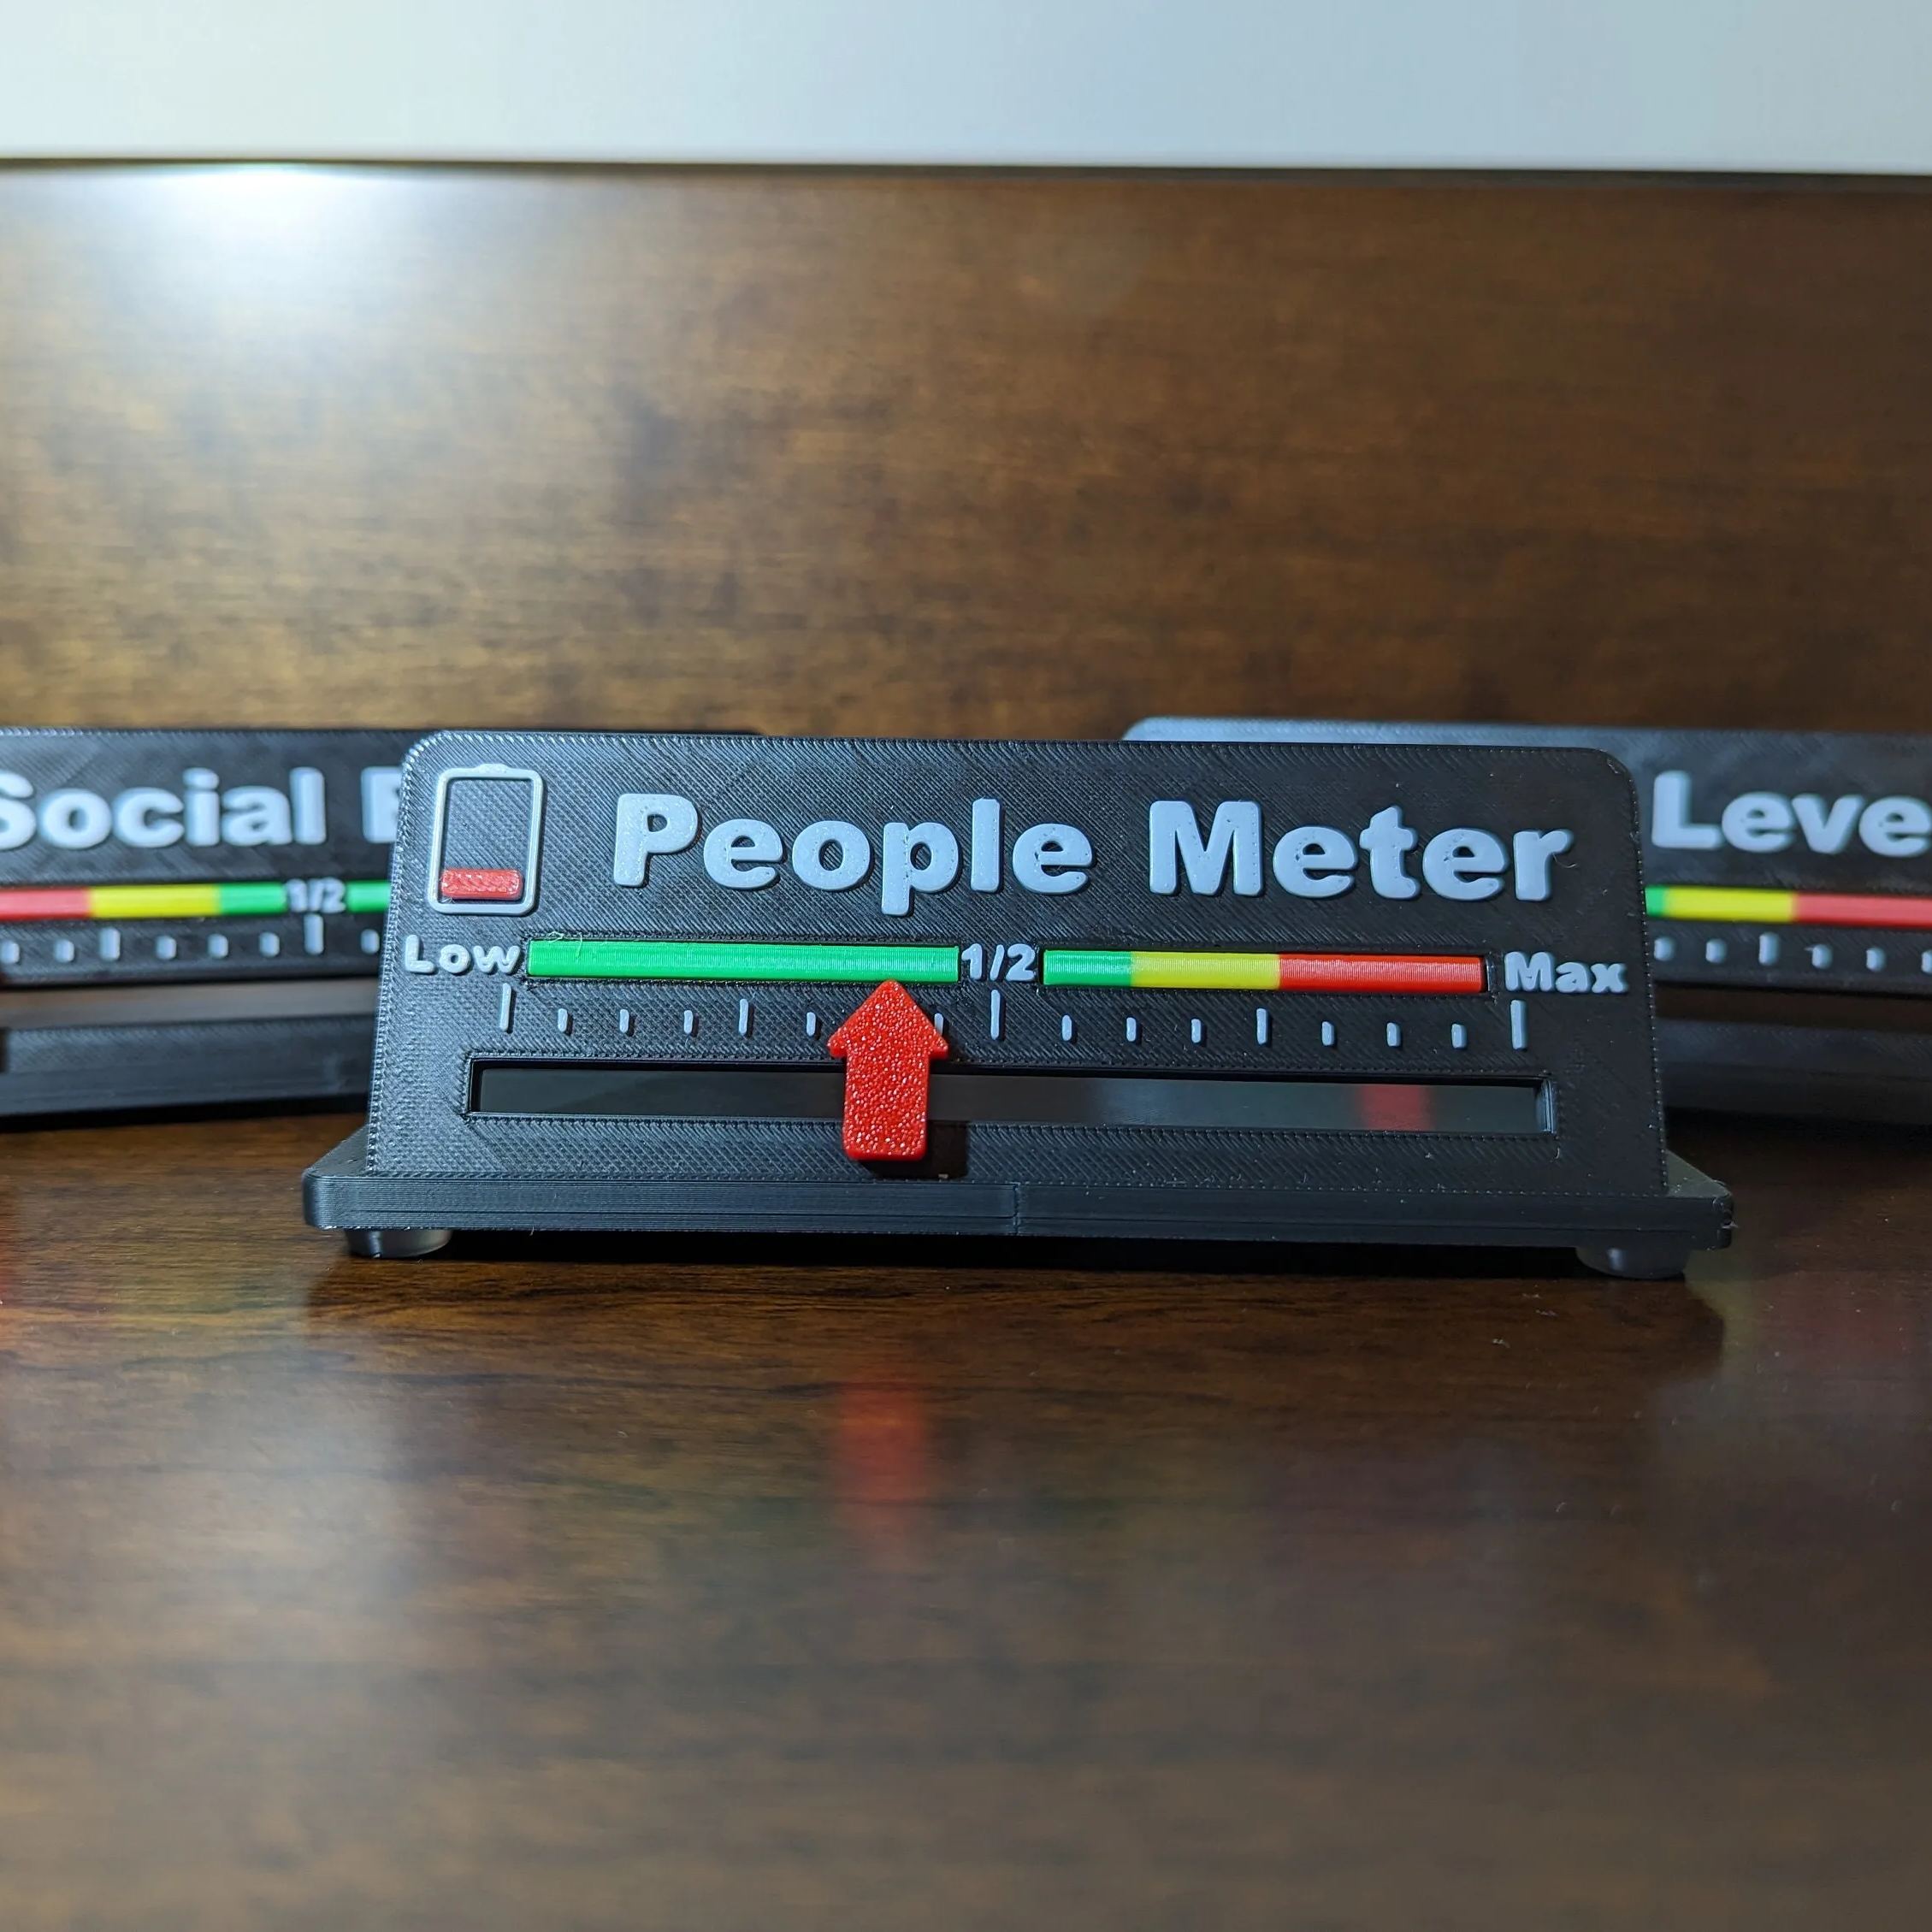 Social
People Meter
Leve
1/2
Low 1/2 Max